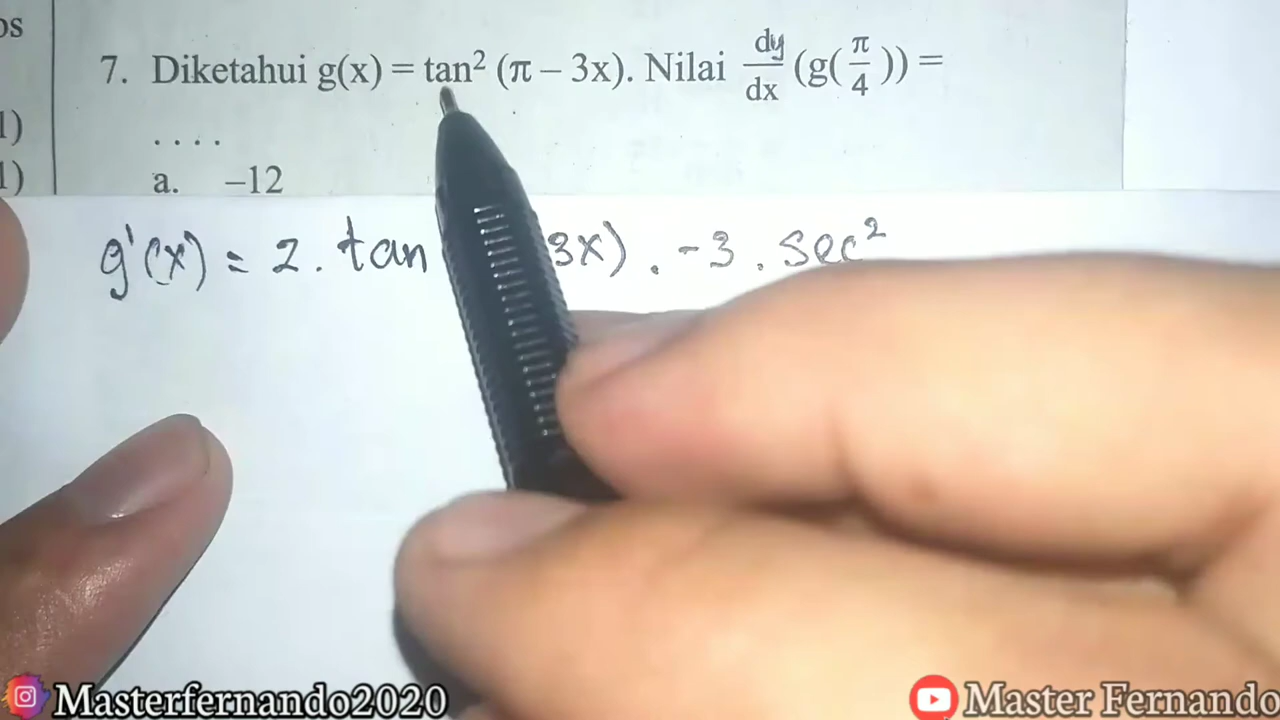 os
7. Diketahui g(x) = tan² (π – 3x). Nilai dy/dx (g(π/4)) =
1)
....
1)
a. –12
g'(x) = 2 . tan 3x) . -3 . sec²
Masterfernando2020
Master Fernando